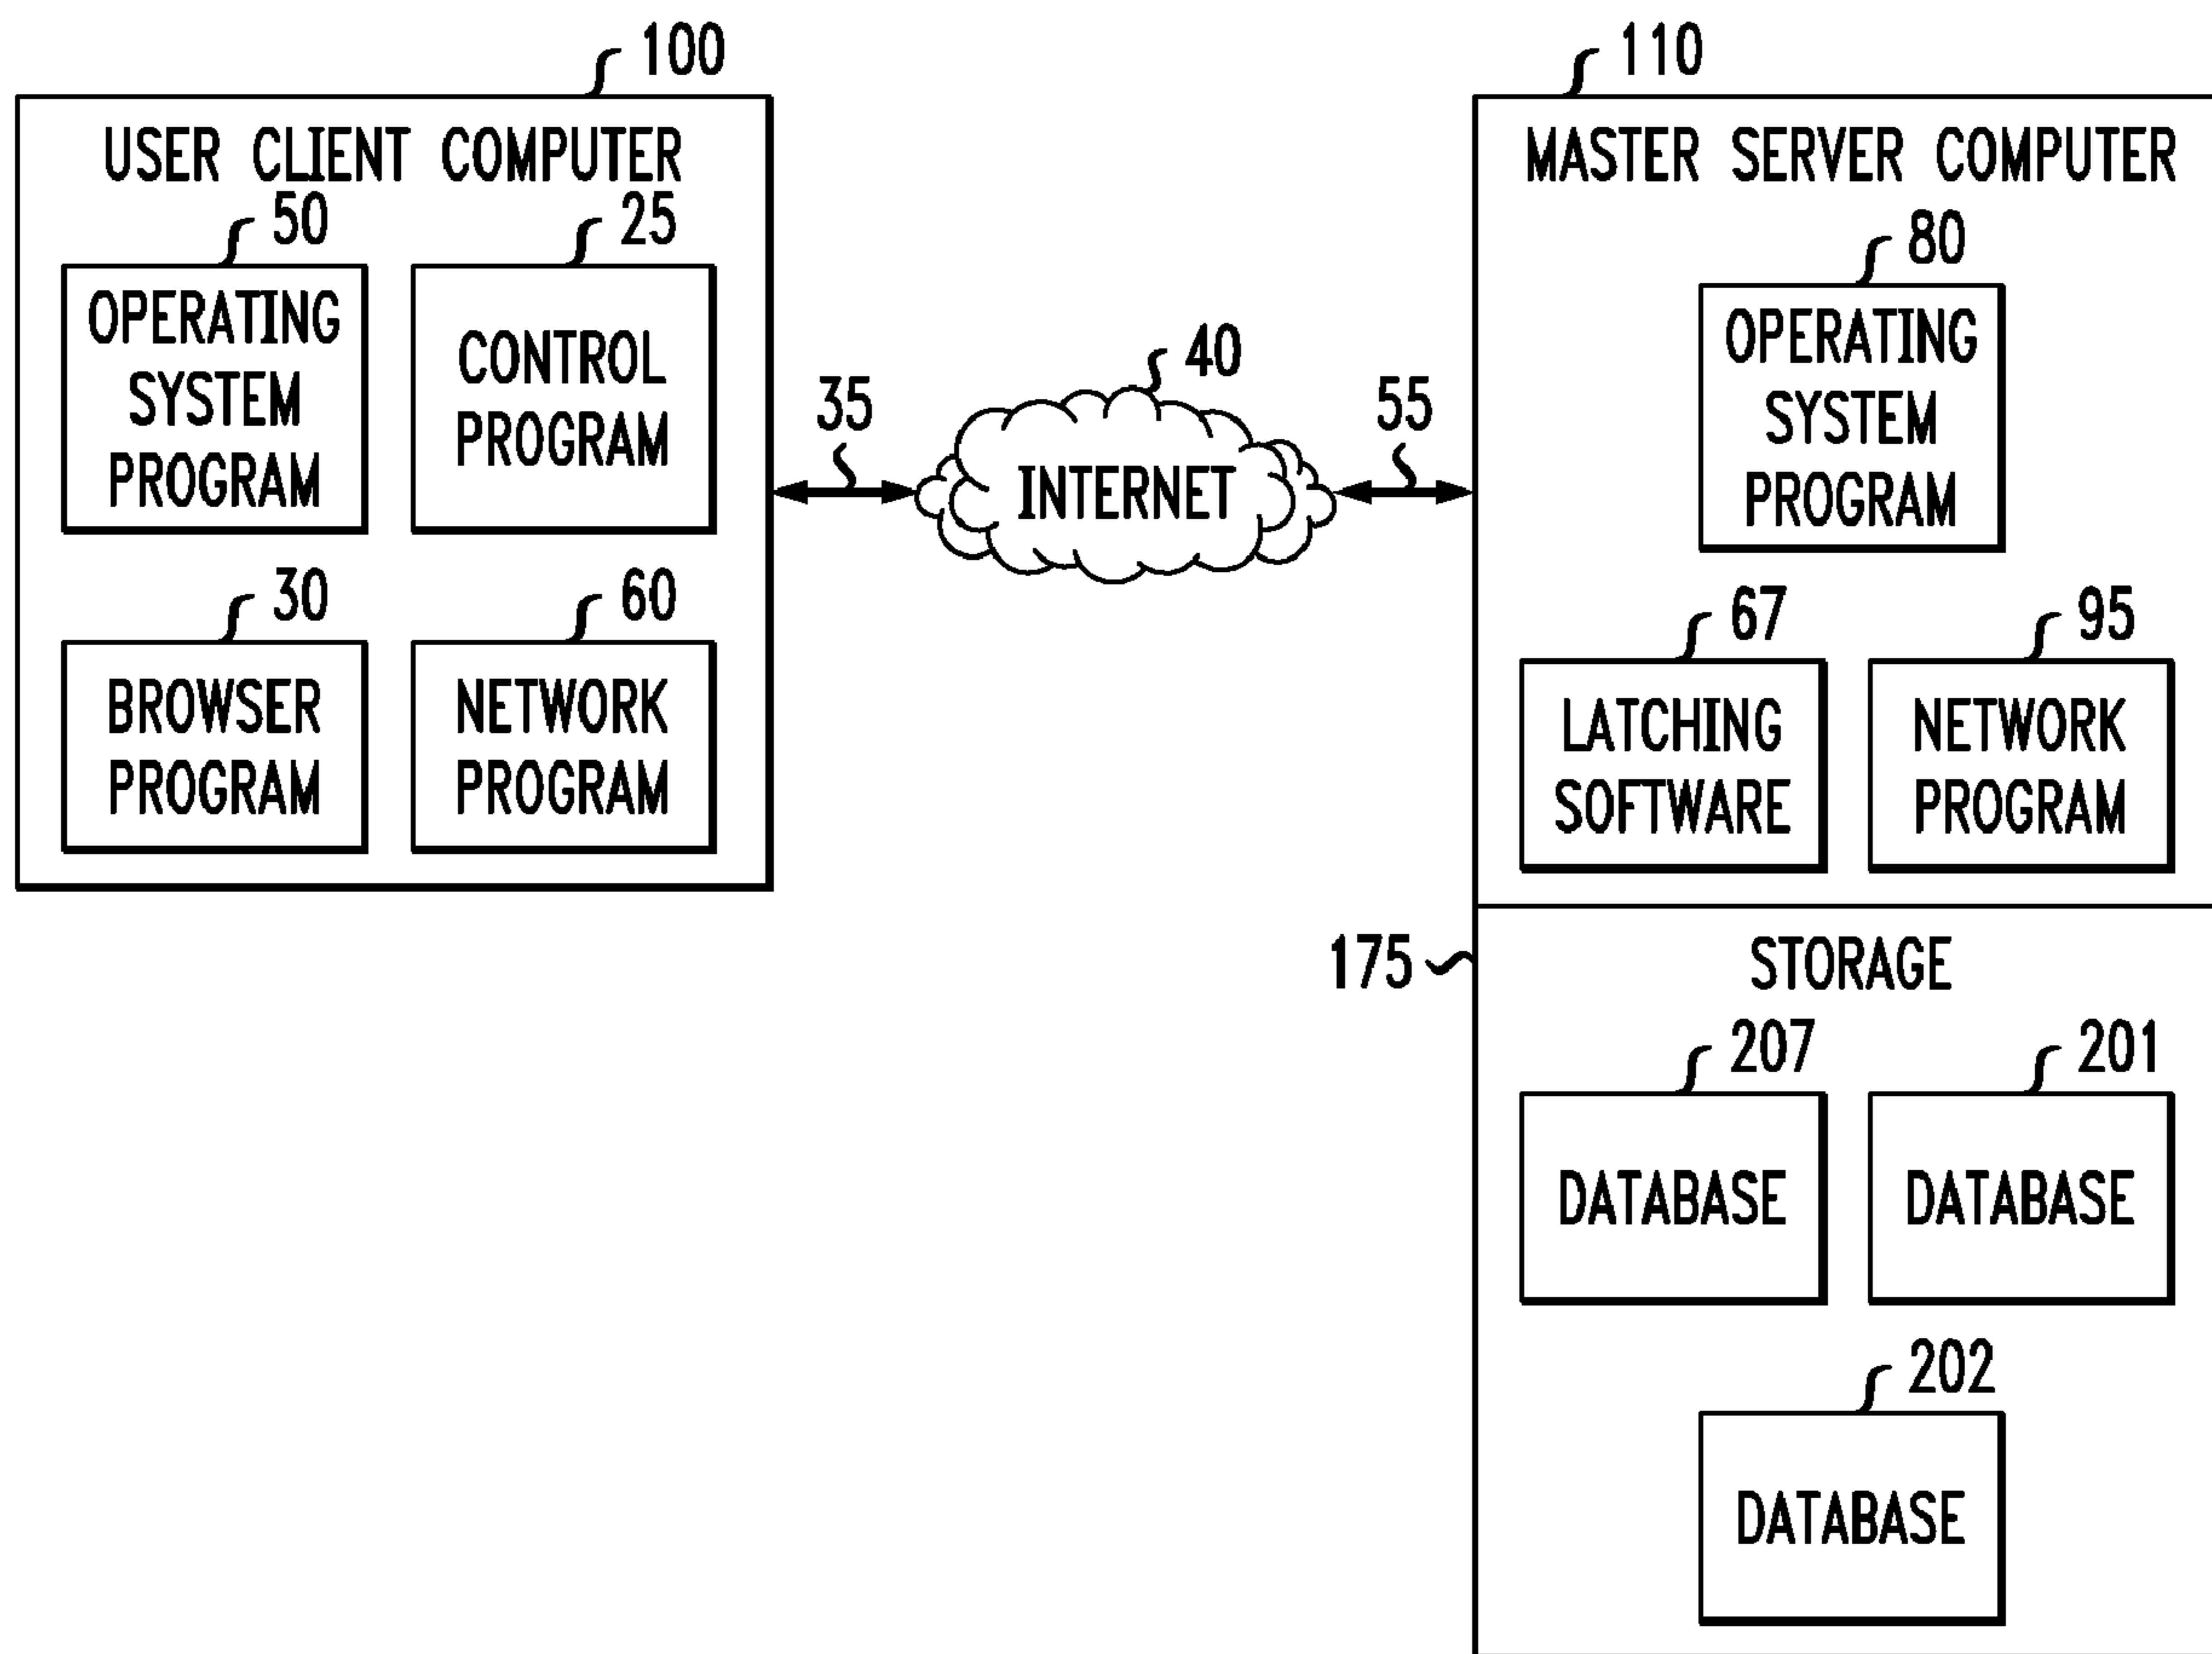 100
USER CLIENT COMPUTER
50
OPERATING
SYSTEM
PROGRAM
25
CONTROL
PROGRAM
30
BROWSER
PROGRAM
60
NETWORK
PROGRAM
35
40
INTERNET
55
110
MASTER SERVER COMPUTER
80
OPERATING
SYSTEM
PROGRAM
67
LATCHING
SOFTWARE
95
NETWORK
PROGRAM
175
STORAGE
207
DATABASE
201
DATABASE
202
DATABASE